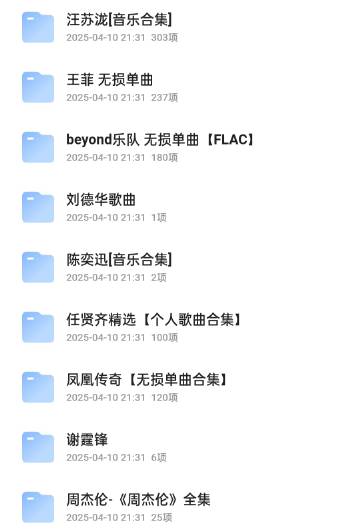 汪苏泷[音乐合集]
2025-04-10 21:31 303项
王菲 无损单曲
2025-04-10 21:31 237项
beyond乐队 无损单曲【FLAC】
2025-04-10 21:31 180项
刘德华歌曲
2025-04-10 21:31 1项
陈奕迅[音乐合集]
2025-04-10 21:31 2项
任贤齐精选【个人歌曲合集】
2025-04-10 21:31 100项
凤凰传奇【无损单曲合集】
2025-04-10 21:31 120项
谢霆锋
2025-04-10 21:31 6项
周杰伦-《周杰伦》全集
2025-04-10 21:31 25项